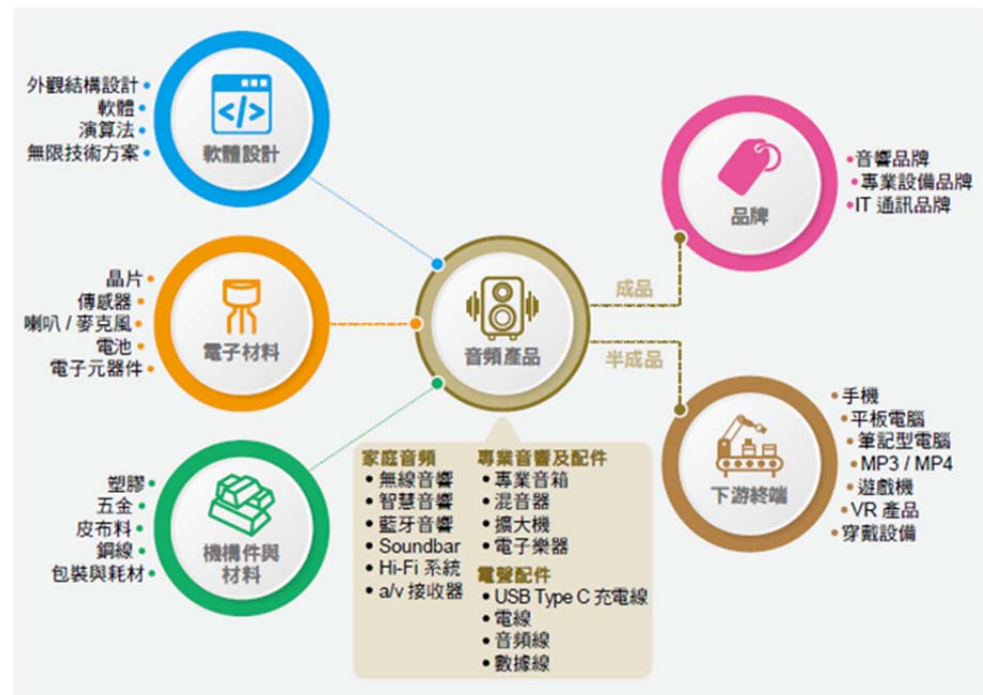 外觀結構設計
軟體
演算法
無限技術方案
</>
軟體設計
晶片
傳感器
喇叭 / 麥克風
電池
電子元器件
電子材料
塑膠
五金
皮布料
銅線
包裝與耗材
機構件與
材料
音頻產品
家庭音頻
無線音響
智慧音響
藍牙音響
Soundbar
Hi-Fi 系統
a/v 接收器
專業音響及配件
專業音箱
混音器
擴大機
電子樂器
電聲配件
USB Type C 充電線
電線
音頻線
數據線
成品
半成品
品牌
音響品牌
專業設備品牌
IT 通訊品牌
下游終端
手機
平板電腦
筆記型電腦
MP3 / MP4
遊戲機
VR 產品
穿戴設備